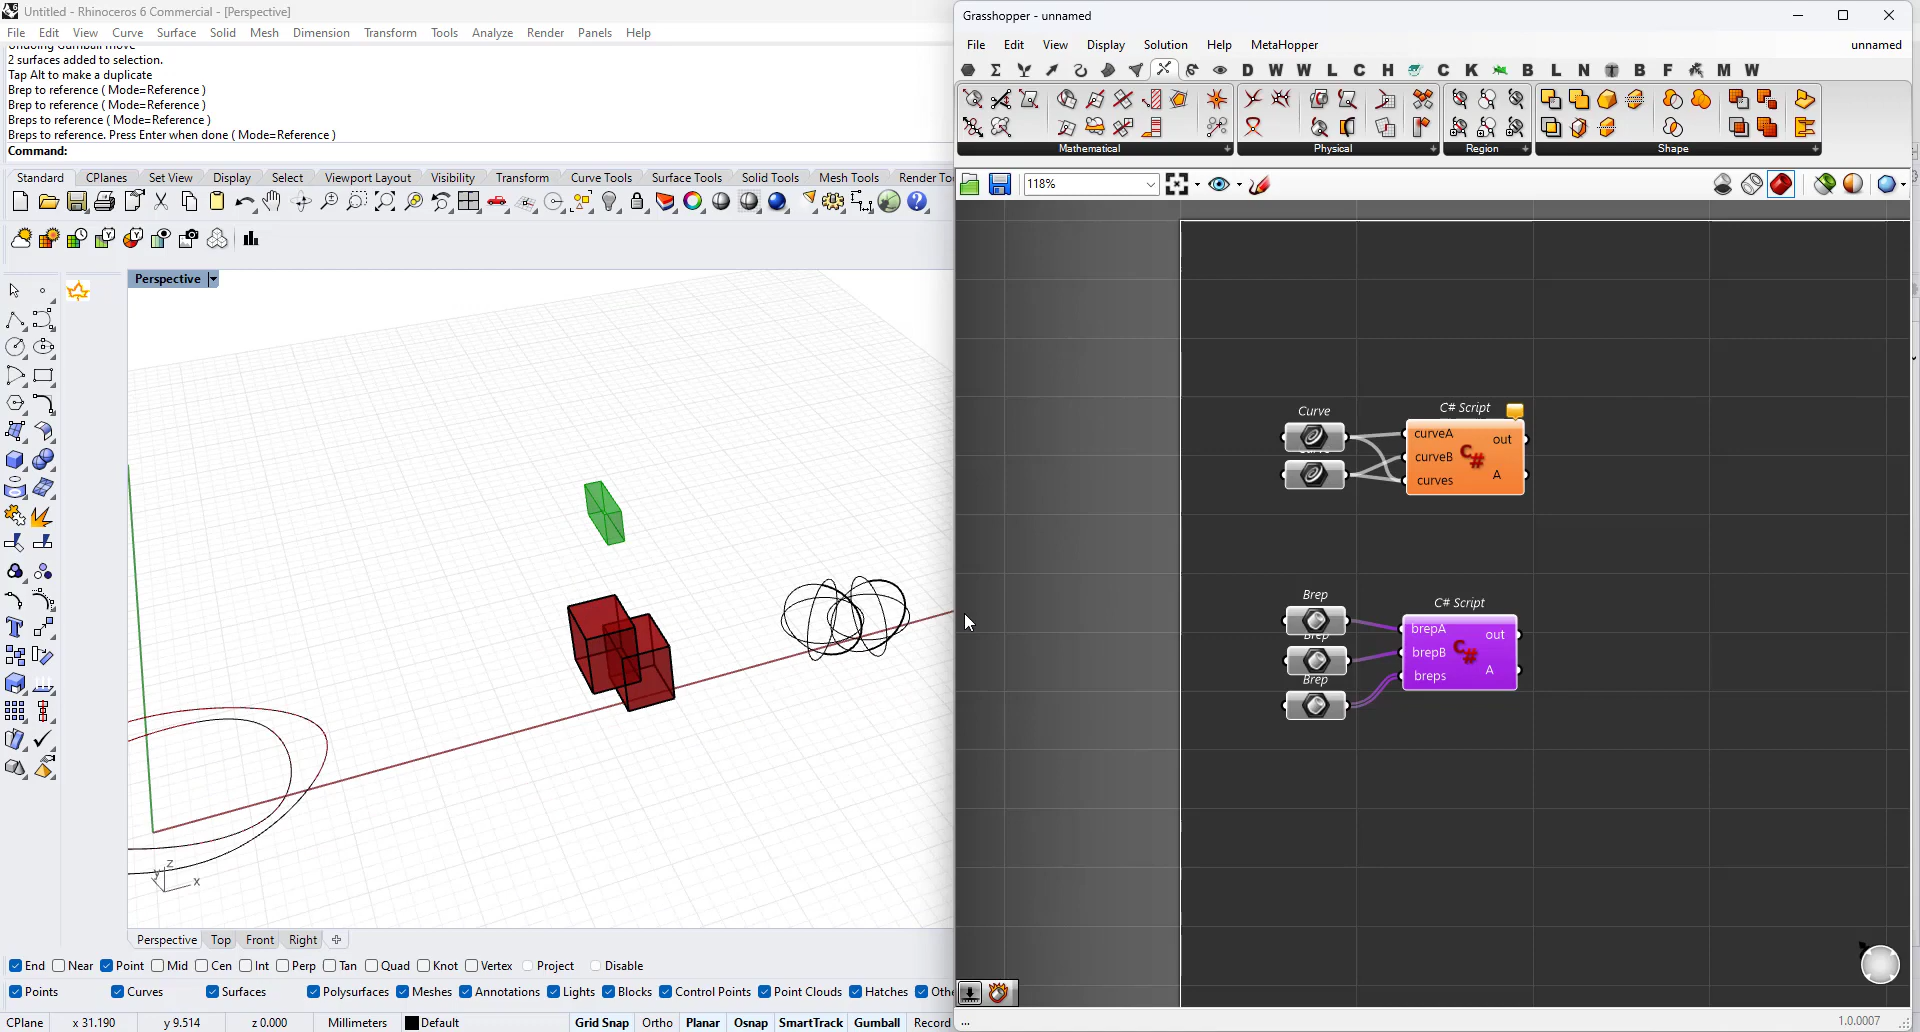 Untitled - Rhinoceros 6 Commercial - [Perspective]
File Edit View Curve Surface Solid Mesh Dimension Transform Tools Analyze Render Panels Help
Undoing Gumball move
2 surfaces added to selection.
Tap Alt to make a duplicate
Brep to reference ( Mode=Reference )
Brep to reference ( Mode=Reference )
Breps to reference ( Mode=Reference )
Breps to reference. Press Enter when done ( Mode=Reference )
Command:
Standard CPlanes Set View Display Select Viewport Layout Visibility Transform Curve Tools Surface Tools Solid Tools Mesh Tools Render To
Perspective
z
y
x
Perspective Top Front Right
End Near Point Mid Cen Int Perp Tan Quad Knot Vertex Project Disable
Points Curves Surfaces Polysurfaces Meshes Annotations Lights Blocks Control Points Point Clouds Hatches Othe
CPlane x 31.190 y 9.514 z 0.000 Millimeters Default Grid Snap Ortho Planar Osnap SmartTrack Gumball Record
Grasshopper - unnamed
File Edit View Display Solution Help MetaHopper unnamed
D W W L C H C K B L N B F M W
Mathematical Physical Region Shape
118%
Curve
C# Script
curveA
curveB
curves
C#
out
A
Brep
Brep
Brep
C# Script
brepA
brepB
breps
C#
out
A
...
1.0.0007